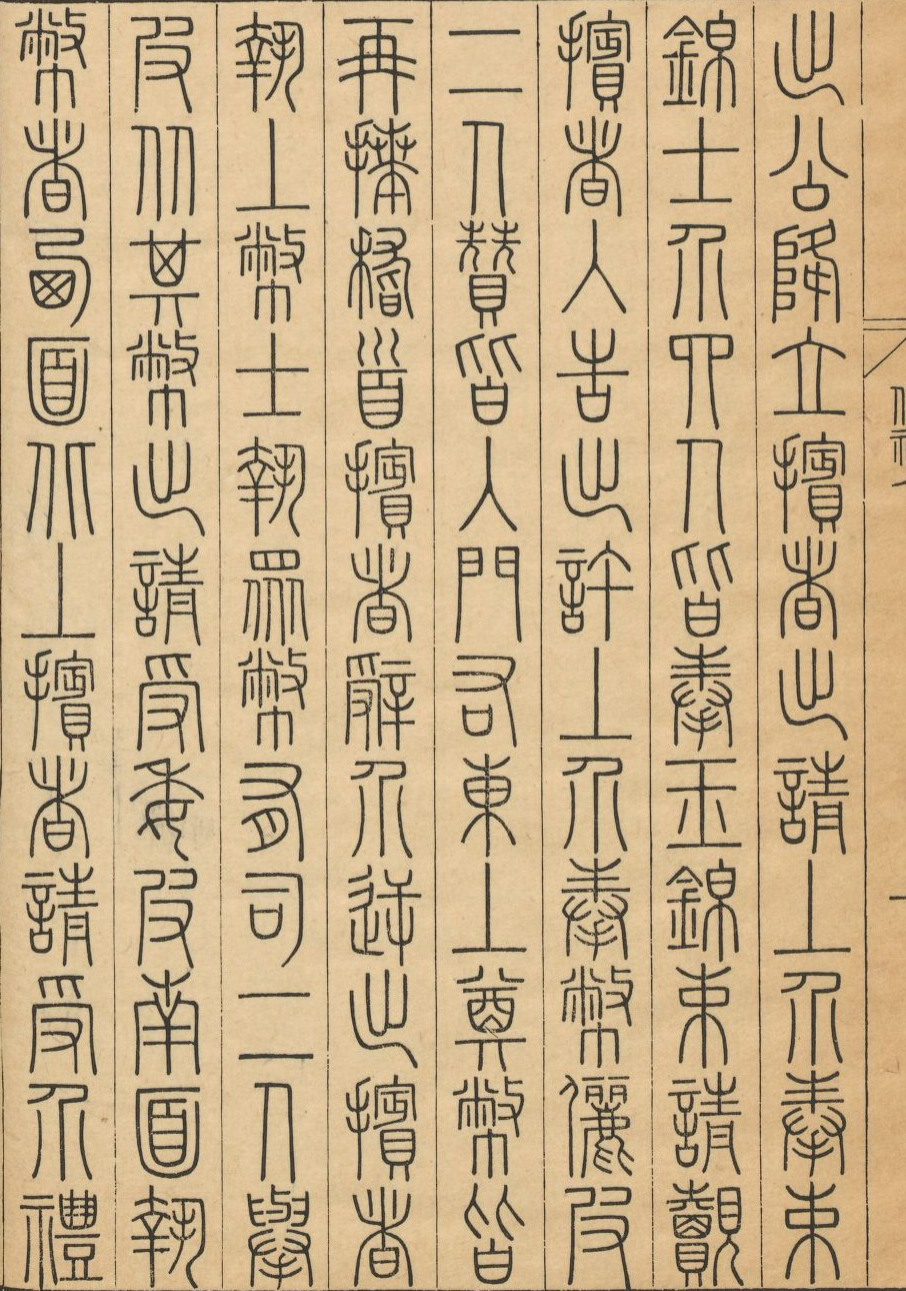 出公降立擯者出請上介奉束
錦士介四人皆奉玉錦束請覿
擯者入告出許上介奉幣儷皮
二人贊皆入門右東上奠幣皆
再拜稽首擯者辭介逆出擯者
執上幣士執眾幣有司二人舉
皮从其幣出請受委皮南面執
幣者西面北上擯者請受介禮